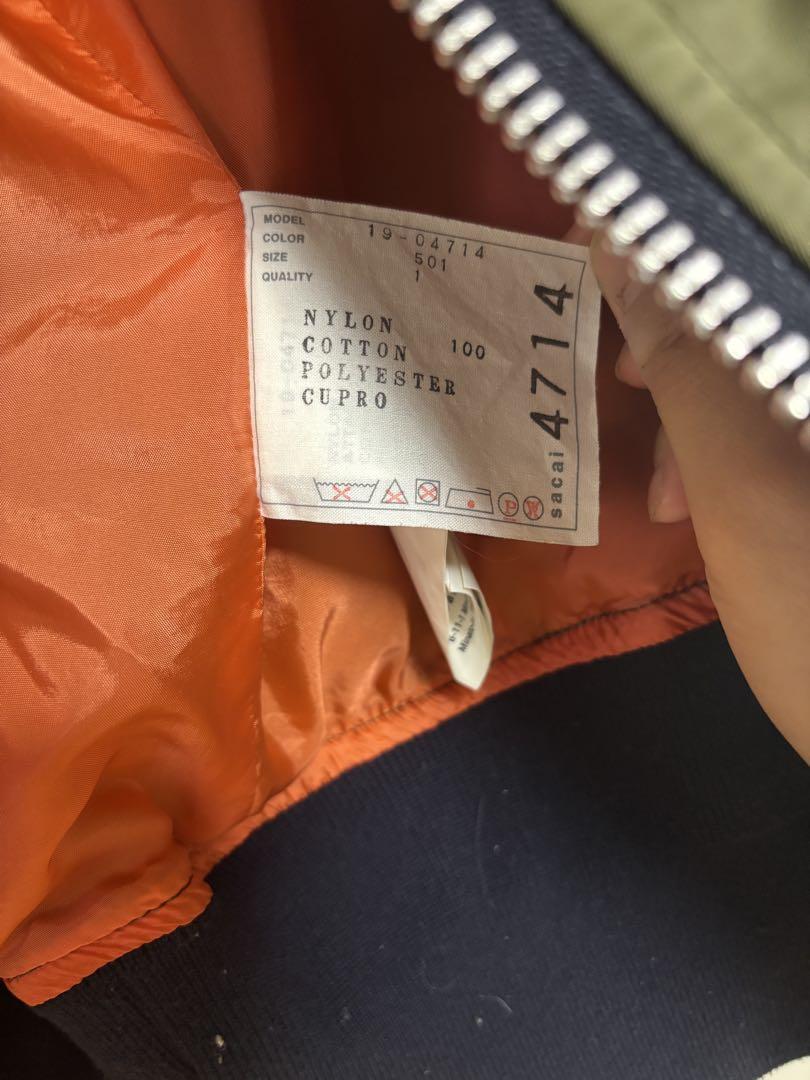 MODEL 19-04714
COLOR 501
SIZE 1
QUALITY
NYLON
COTTON 100
POLYESTER
CUPRO
P W
sacai 4714